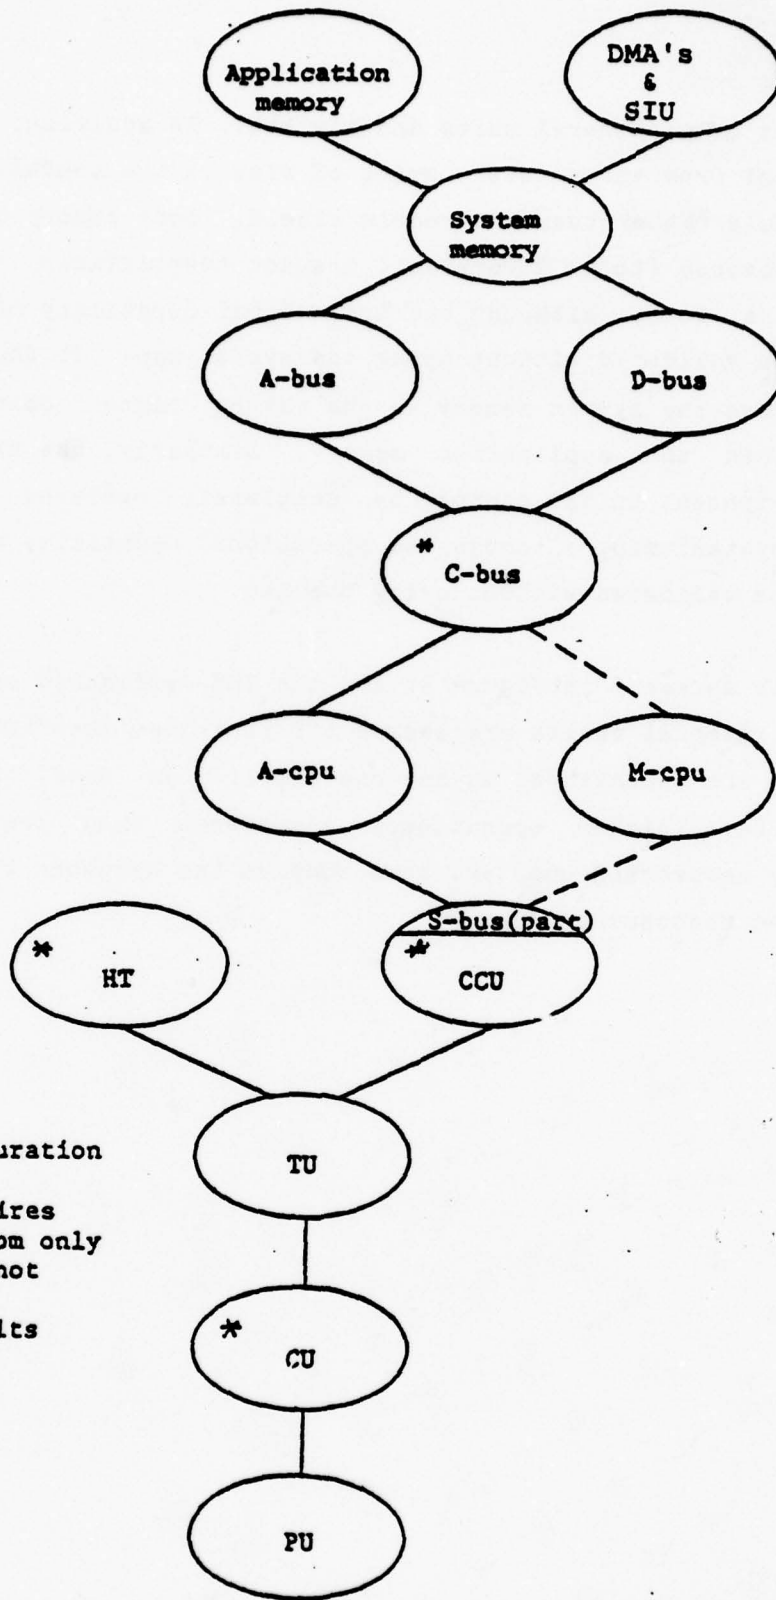 Application
memory
DMA's
&
SIU
System
memory
A-bus
D-bus
* C-bus
A-cpu
M-cpu
S-bus(part)
* HT
* CCU
TU
uration
ires
om only
not
lts
* CU
PU